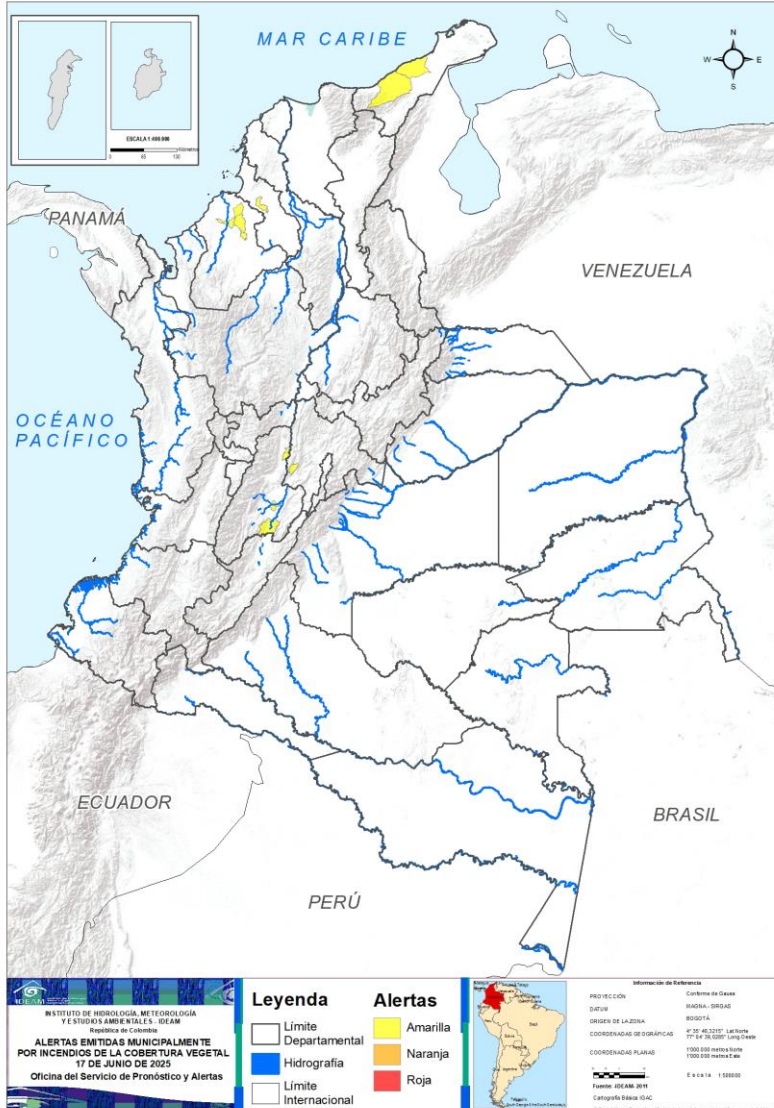 MAR CARIBE
N
W
E
S
ESCALA 1:600.000
PANAMÁ
VENEZUELA
OCÉANO
PACÍFICO
ECUADOR
BRASIL
PERÚ
IDEAM
INSTITUTO DE HIDROLOGÍA, METEOROLOGÍA
Y ESTUDIOS AMBIENTALES - IDEAM
República de Colombia
ALERTAS EMITIDAS MUNICIPALMENTE
POR INCENDIOS DE LA COBERTURA VEGETAL
17 DE JUNIO DE 2025
Oficina del Servicio de Pronóstico y Alertas
Leyenda
Límite
Departamental
Hidrografía
Límite
Internacional
Alertas
Amarilla
Naranja
Roja
Información de Referencia
PROYECCIÓN
Conforme de Gauss
DATUM
MAGNA - SIRGAS
ORIGEN DE LA ZONA
BOGOTÁ
COORDENADAS GEOGRÁFICAS
COORDENADAS PLANAS
1'000.000 metros Norte
1'000.000 metros Este
Escala
Fuente: IDEAM- 2011
Cartografía Básica: IGAC